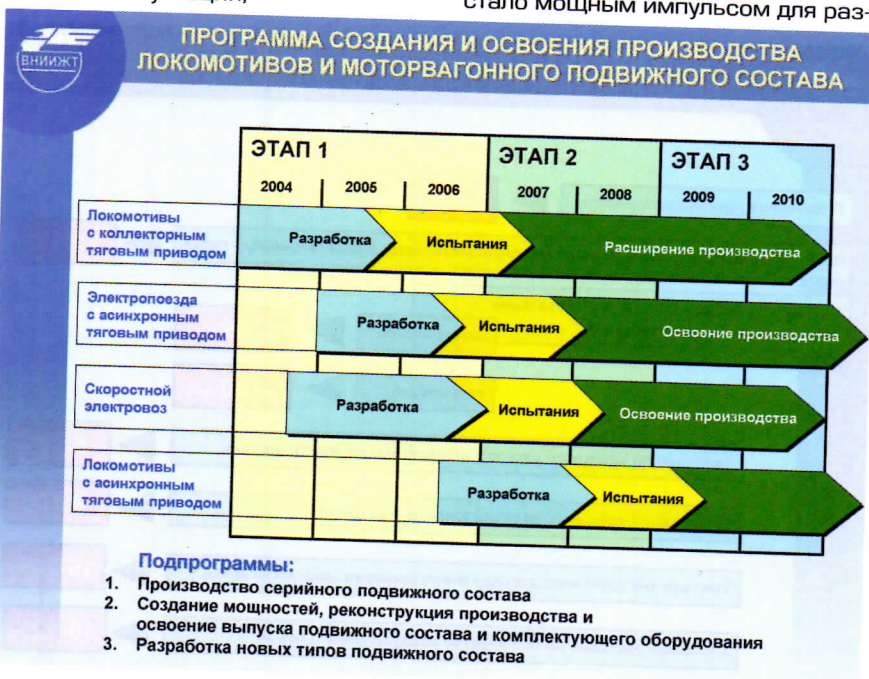 стало мощным импульсом для раз-
ВНИИЖТ
ПРОГРАММА СОЗДАНИЯ И ОСВОЕНИЯ ПРОИЗВОДСТВА
ЛОКОМОТИВОВ И МОТОРВАГОННОГО ПОДВИЖНОГО СОСТАВА
ЭТАП 1
ЭТАП 2
ЭТАП 3
2004
2005
2006
2007
2008
2009
2010
Локомотивы
с коллекторным
тяговым приводом
Разработка
Испытания
Расширение производства
Электропоезда
с асинхронным
тяговым приводом
Разработка
Испытания
Освоение производства
Скоростной
электровоз
Разработка
Испытания
Освоение производства
Локомотивы
с асинхронным
тяговым приводом
Разработка
Испытания
Подпрограммы:
1. Производство серийного подвижного состава
2. Создание мощностей, реконструкция производства и
освоение выпуска подвижного состава и комплектующего оборудования
3. Разработка новых типов подвижного состава